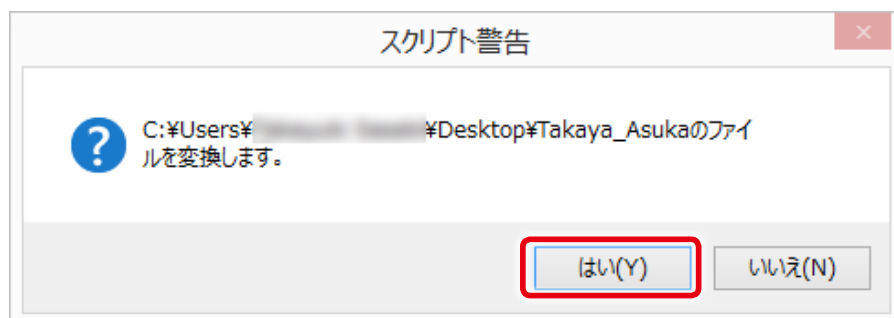 スクリプト警告
C:¥Users¥ ¥Desktop¥Takaya_Asukaのファイ
ルを変換します。
はい(Y)
いいえ(N)